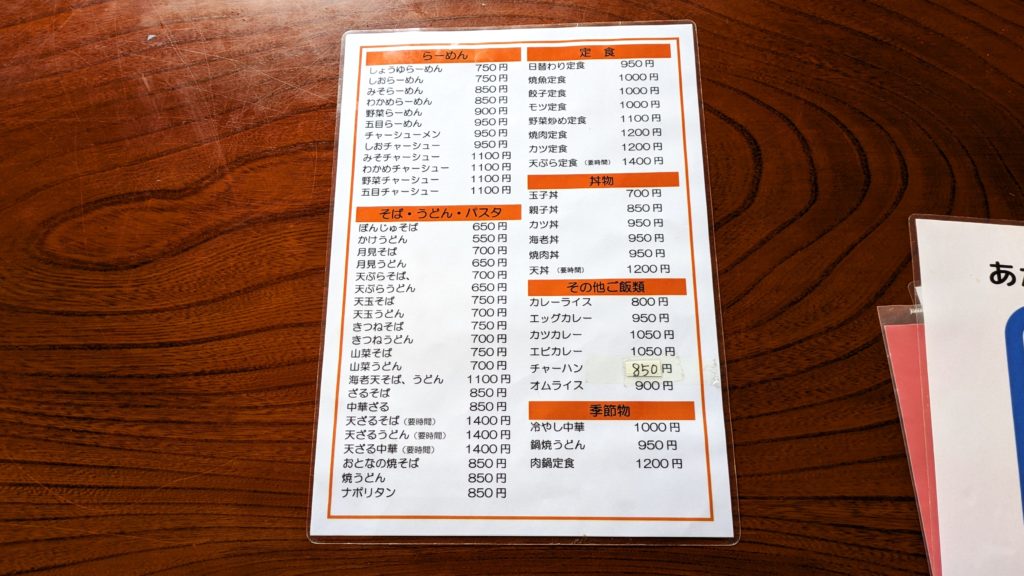 らーめん
しょうゆらーめん 750円
しおらーめん 750円
みそらーめん 850円
わかめらーめん 850円
野菜らーめん 900円
五目らーめん 950円
チャーシューメン 950円
しおチャーシュー 950円
みそチャーシュー 1100円
わかめチャーシュー 1100円
野菜チャーシュー 1100円
五目チャーシュー 1100円
そば・うどん・パスタ
ぽんじゅそば 650円
かけうどん 550円
月見そば 700円
月見うどん 650円
天ぷらそば、 700円
天ぷらうどん 650円
天玉そば 750円
天玉うどん 700円
きつねそば 750円
きつねうどん 700円
山菜そば 750円
山菜うどん 700円
海老天そば、うどん 1100円
ざるそば 850円
中華ざる 850円
天ざるそば(要時間) 1400円
天ざるうどん(要時間) 1400円
天ざる中華(要時間) 1400円
おとなの焼そば 850円
焼うどん 850円
ナポリタン 850円
定食
日替わり定食 950円
焼魚定食 1000円
餃子定食 1000円
モツ定食 1000円
野菜炒め定食 1100円
焼肉定食 1200円
カツ定食 1200円
天ぷら定食(要時間) 1400円
丼物
玉子丼 700円
親子丼 850円
カツ丼 950円
海老丼 950円
焼肉丼 950円
天丼(要時間) 1200円
その他ご飯類
カレーライス 800円
エッグカレー 950円
カツカレー 1050円
エビカレー 1050円
チャーハン 850円
オムライス 900円
季節物
冷やし中華 1000円
鍋焼うどん 950円
肉鍋定食 1200円
あ